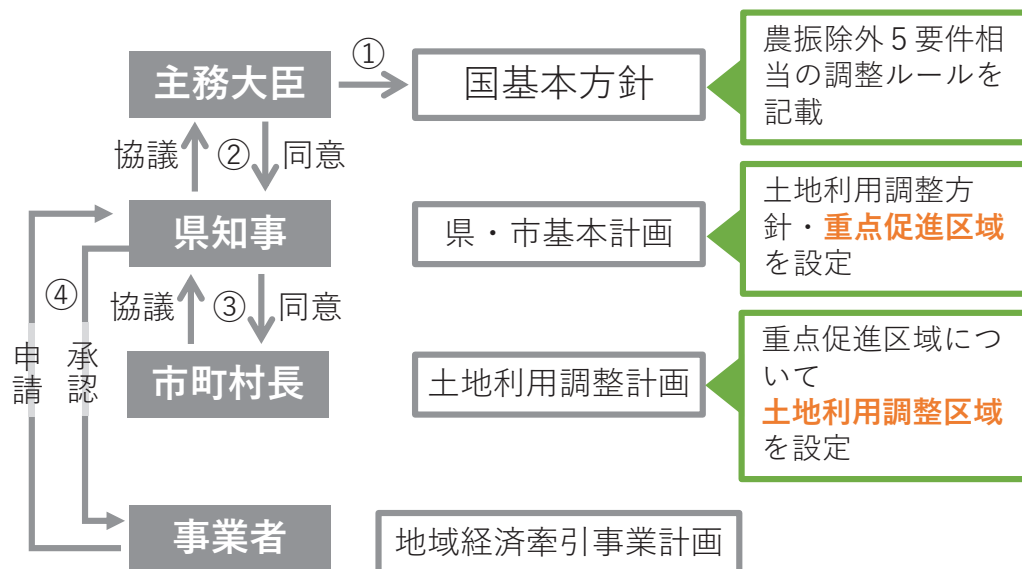 ①
主務大臣
国基本方針
農振除外5要件相
当の調整ルールを
記載
協議
②
同意
県知事
県・市基本計画
土地利用調整方
針・重点促進区域
を設定
④
協議
③
同意
申請
承認
市町村長
土地利用調整計画
重点促進区域につ
いて
土地利用調整区域
を設定
事業者
地域経済牽引事業計画